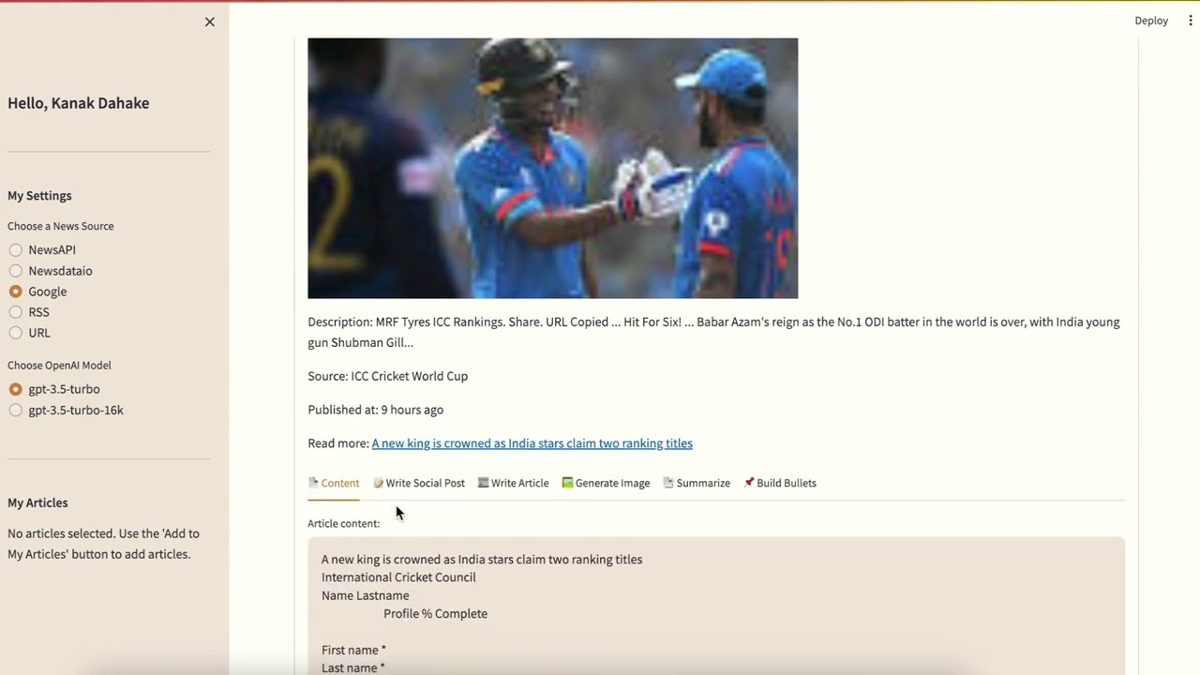 Deploy
Hello, Kanak Dahake
My Settings
Choose a News Source
NewsAPI
Newsdataio
Google
RSS
URL
Choose OpenAI Model
gpt-3.5-turbo
gpt-3.5-turbo-16k
My Articles
No articles selected. Use the 'Add to
My Articles' button to add articles.
2
Description: MRF Tyres ICC Rankings. Share. URL Copied ... Hit For Six! ... Babar Azam's reign as the No.1 ODI batter in the world is over, with India young
gun Shubman Gill...
Source: ICC Cricket World Cup
Published at: 9 hours ago
Read more: A new king is crowned as India stars claim two ranking titles
Content Write Social Post Write Article Generate Image Summarize Build Bullets
Article content:
A new king is crowned as India stars claim two ranking titles
International Cricket Council
Name Lastname
Profile % Complete
First name *
Last name *